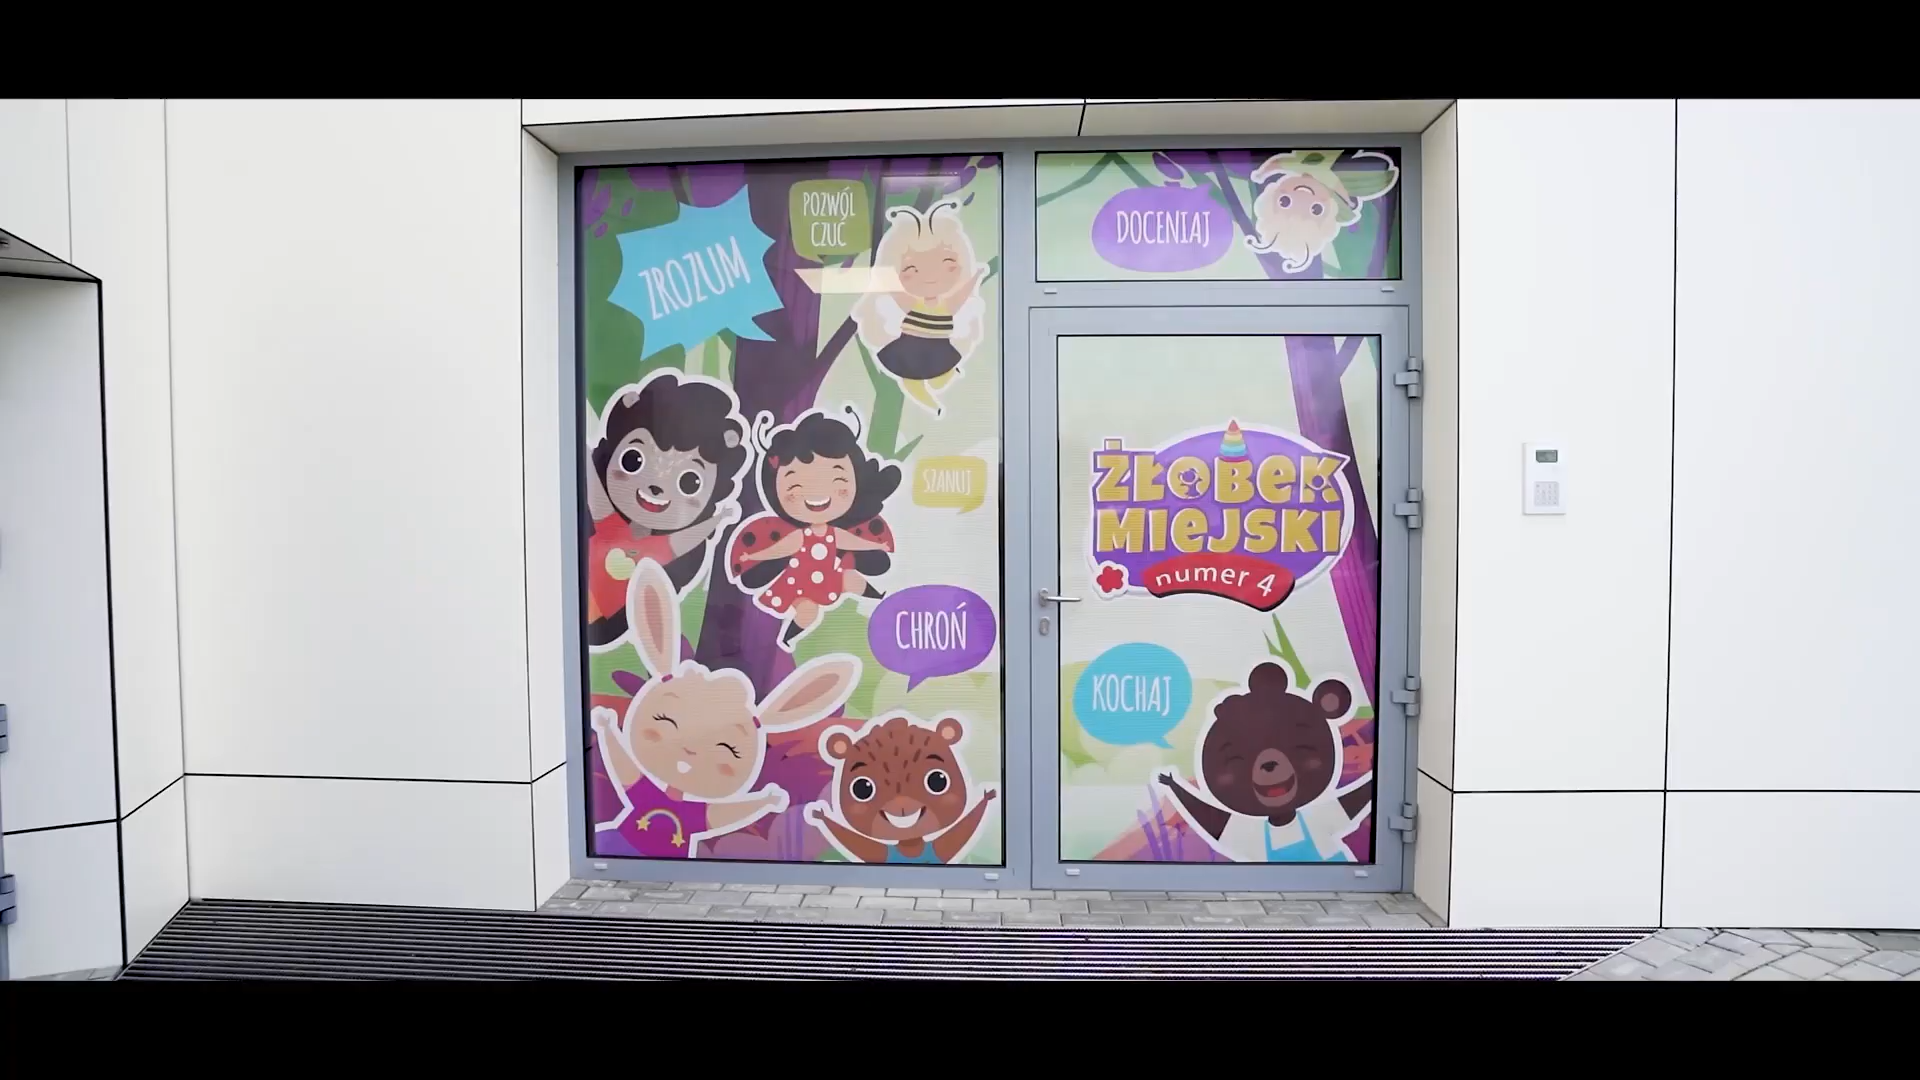 ZROZUM
POZWÓL
CZUĆ
SZANUJ
CHROŃ
DOCENIAJ
ŻŁOBEK
MIEJSKI
numer 4
KOCHAJ